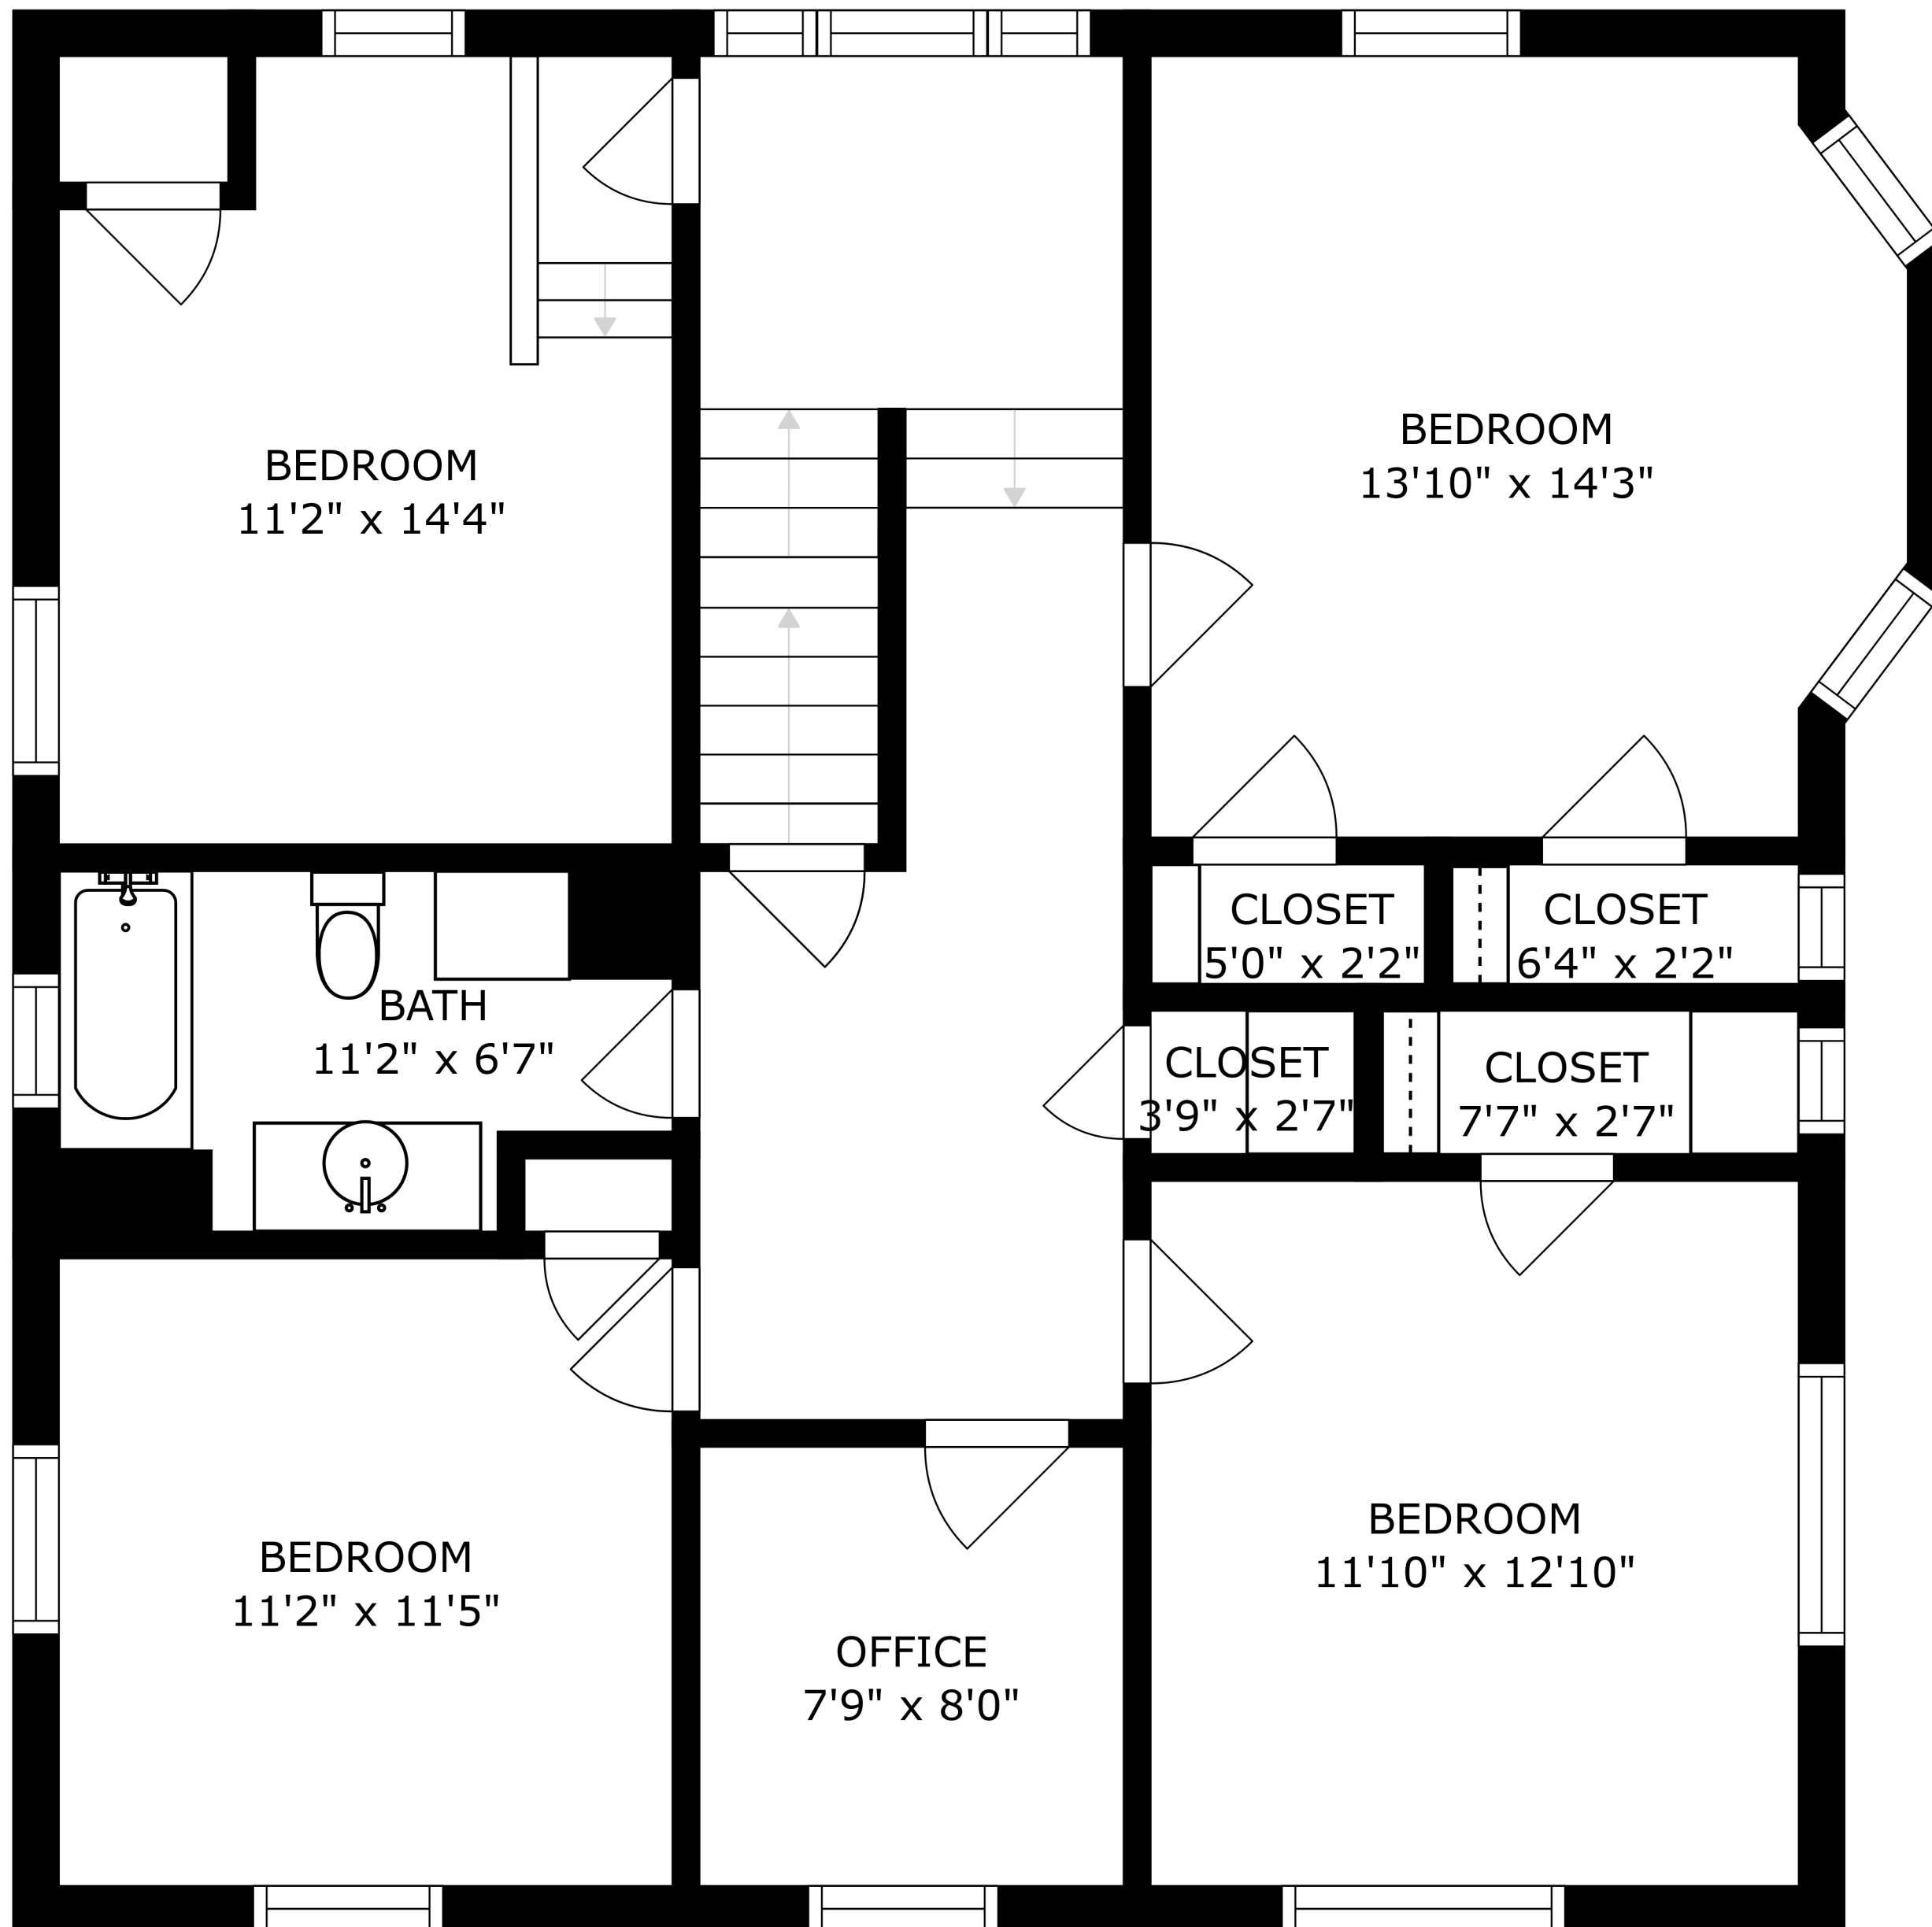 BEDROOM
11'2" x 14'4"
BEDROOM
13'10" x 14'3"
CLOSET
5'0" x 2'2"
CLOSET
6'4" x 2'2"
BATH
11'2" x 6'7"
CLOSET
3'9" x 2'7"
CLOSET
7'7" x 2'7"
BEDROOM
11'2" x 11'5"
OFFICE
7'9" x 8'0"
BEDROOM
11'10" x 12'10"